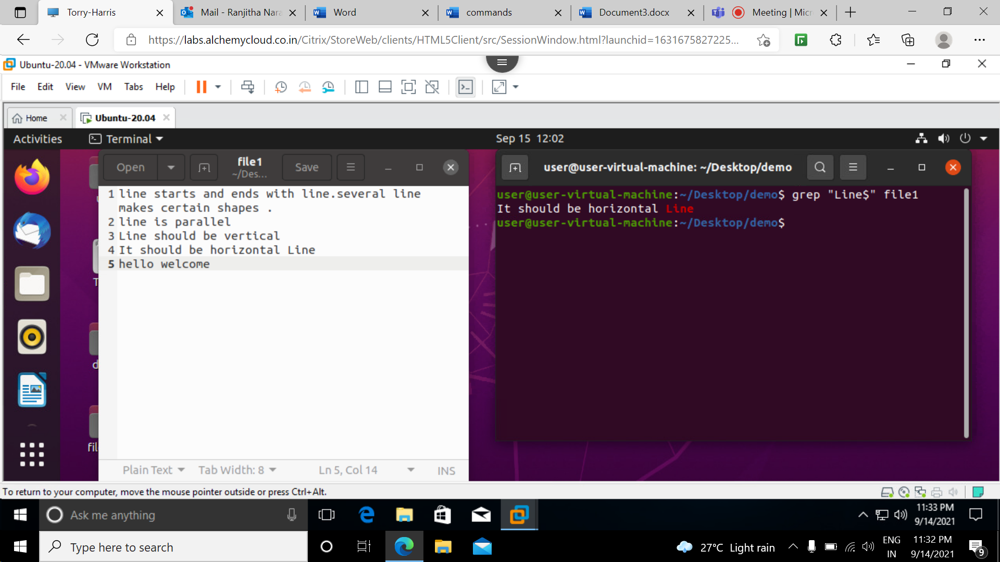 Torry-Harris
Mail - Ranjitha Nara
Word
commands
Document3.docx
Meeting | Micr
https://labs.alchemycloud.co.in/Citrix/StoreWeb/clients/HTML5Client/src/SessionWindow.html?launchid=1631675827225...
Ubuntu-20.04 - VMware Workstation
File Edit View VM Tabs Help
Home
Ubuntu-20.04
Activities
Terminal
Sep 15 12:02
Open
file1
~/Des...
Save
1 line starts and ends with line.several line
makes certain shapes .
2 line is parallel
3 Line should be vertical
4 It should be horizontal Line
5 hello welcome
Plain Text
Tab Width: 8
Ln 5, Col 14
INS
user@user-virtual-machine: ~/Desktop/demo
user@user-virtual-machine:~/Desktop/demo$ grep "Line$" file1
It should be horizontal Line
user@user-virtual-machine:~/Desktop/demo$
T
d
fil
To return to your computer, move the mouse pointer outside or press Ctrl+Alt.
Ask me anything
11:33 PM
9/14/2021
Type here to search
27°C Light rain
ENG
IN
11:32 PM
9/14/2021
9